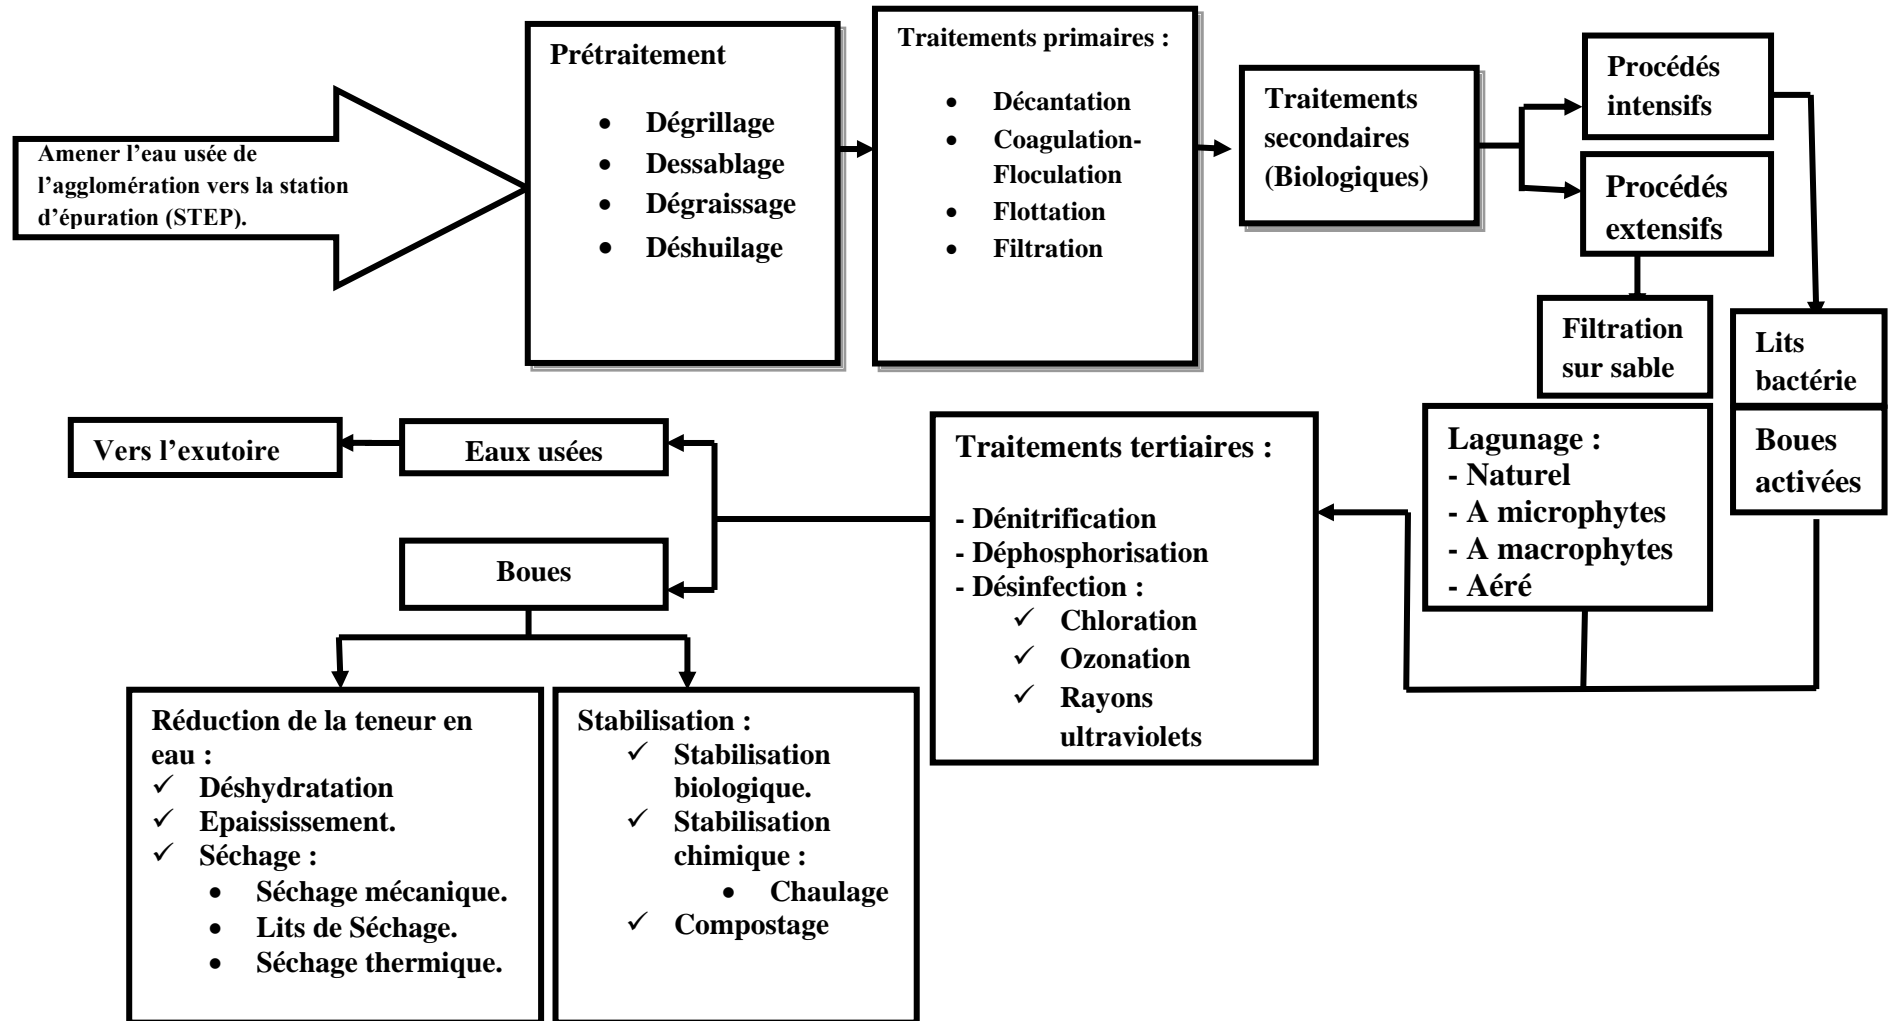 Amener l’eau usée de
l’agglomération vers la station
d’épuration (STEP).
Prétraitement
• Dégrillage
• Dessablage
• Dégraissage
• Déshuilage
Traitements primaires :
• Décantation
• Coagulation-
Floculation
• Flottation
• Filtration
Traitements
secondaires
(Biologiques)
Procédés
intensifs
Procédés
extensifs
Filtration
sur sable
Lits
bactérie
Boues
activées
Lagunage :
- Naturel
- A microphytes
- A macrophytes
- Aéré
Traitements tertiaires :
- Dénitrification
- Déphosphorisation
- Désinfection :
✓ Chloration
✓ Ozonation
✓ Rayons
ultraviolets
Eaux usées
Vers l’exutoire
Boues
Réduction de la teneur en
eau :
✓ Déshydratation
✓ Epaississement.
✓ Séchage :
• Séchage mécanique.
• Lits de Séchage.
• Séchage thermique.
Stabilisation :
✓ Stabilisation
biologique.
✓ Stabilisation
chimique :
• Chaulage
✓ Compostage